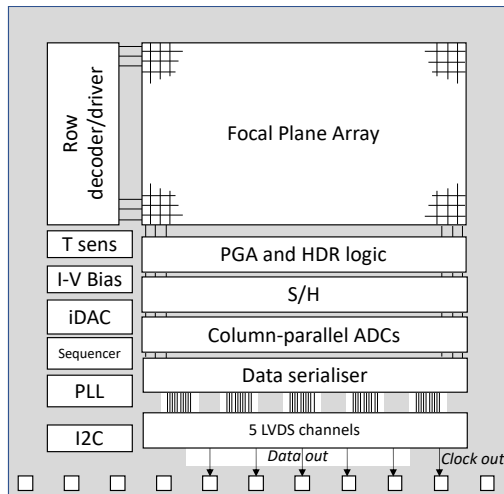 Row
decoder/driver
Focal Plane Array
T sens
I-V Bias
iDAC
Sequencer
PLL
I2C
PGA and HDR logic
S/H
Column-parallel ADCs
Data serialiser
5 LVDS channels
Data out
Clock out